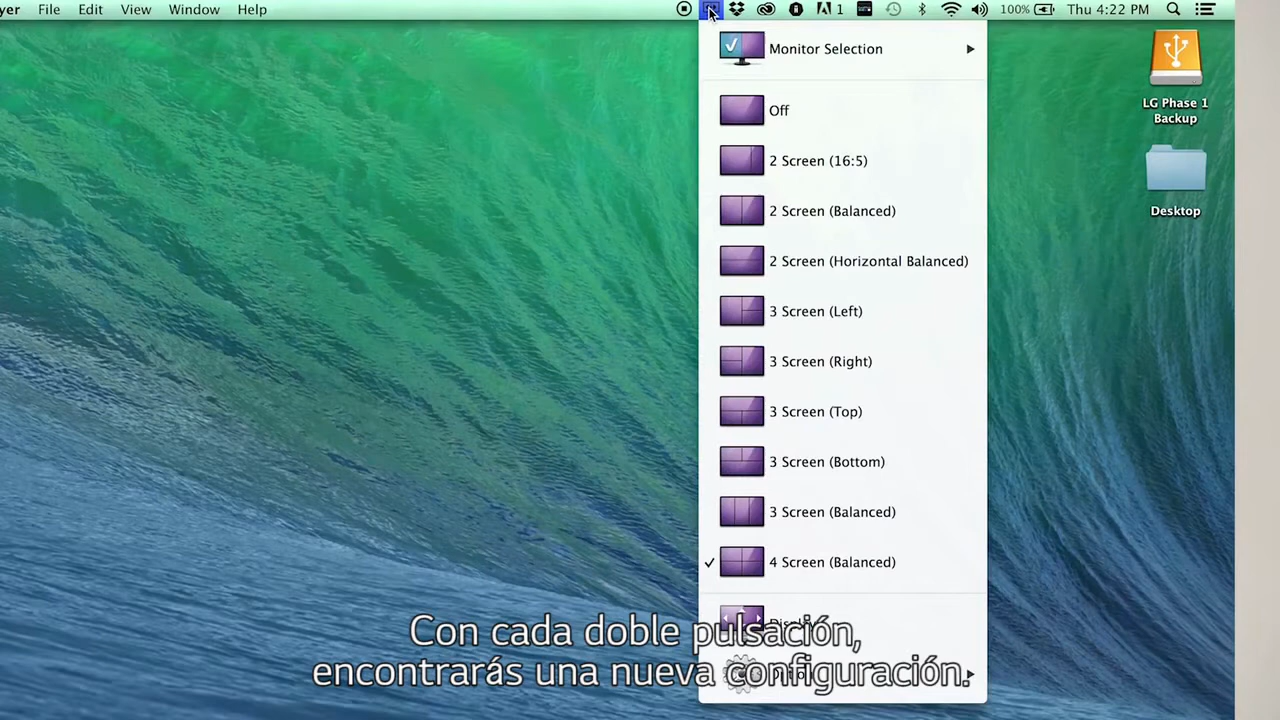 yer File Edit View Window Help 1 100% Thu 4:22 PM
Monitor Selection
Off
2 Screen (16:5)
2 Screen (Balanced)
2 Screen (Horizontal Balanced)
3 Screen (Left)
3 Screen (Right)
3 Screen (Top)
3 Screen (Bottom)
3 Screen (Balanced)
4 Screen (Balanced)
LG Phase 1
Backup
Desktop
Con cada doble pulsación,
encontrarás una nueva configuración.